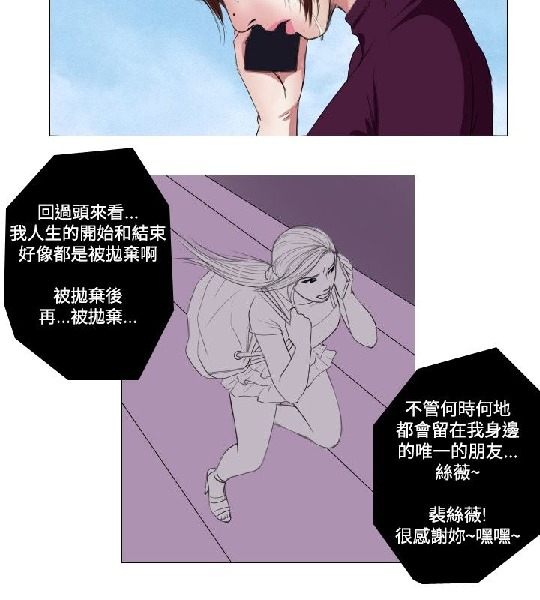 回過頭來看...
我人生的開始和結束
好像都是被拋棄啊
被拋棄後
再...被拋棄...
不管何時何地
都會留在我身邊
的唯一的朋友...
絲薇~
裴絲薇!
很感謝妳~嘿嘿~